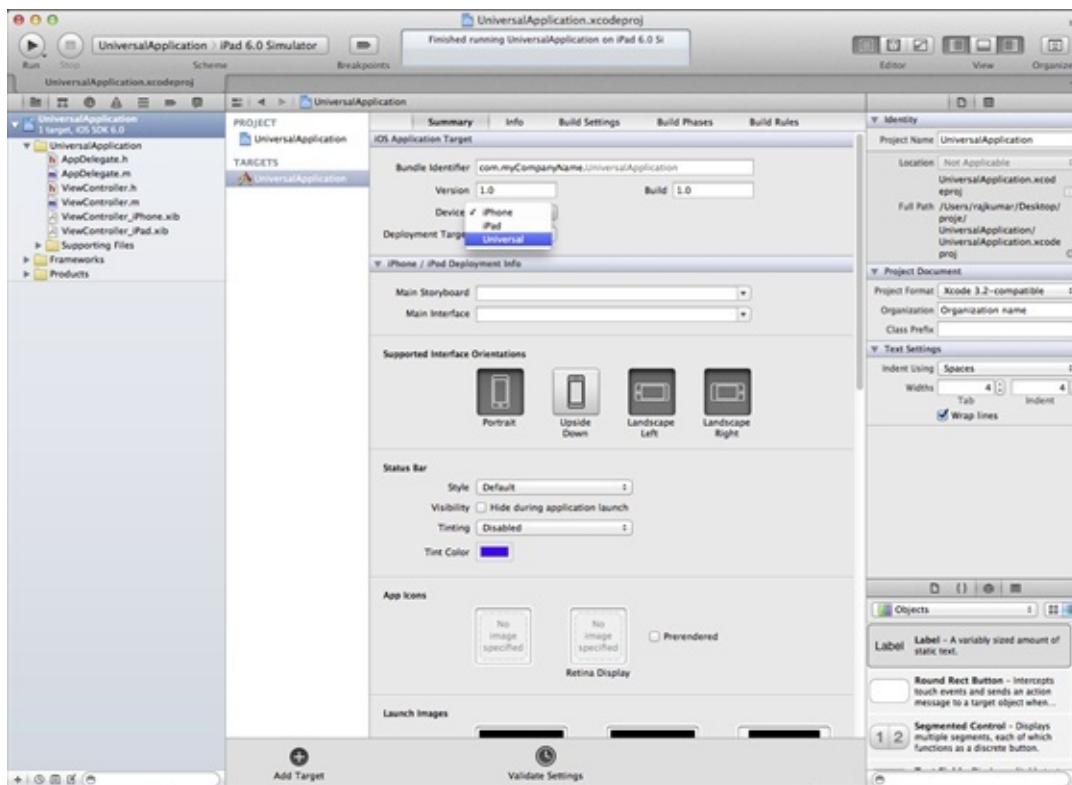 UniversalApplication.xcodeproj
UniversalApplication iPad 6.0 Simulator
Finished running UniversalApplication on iPad 6.0 Si
Run Stop Scheme Breakpoints Editor View Organize
UniversalApplication.xcodeproj
UniversalApplication
UniversalApplication
1 target, iOS SDK 6.0
UniversalApplication
AppDelegate.h
AppDelegate.m
ViewController.h
ViewController.m
ViewController_iPhone.xib
ViewController_iPad.xib
Supporting Files
Frameworks
Products
PROJECT
UniversalApplication
TARGETS
UniversalApplication
Summary Info Build Settings Build Phases Build Rules
iOS Application Target
Bundle Identifier com.myCompanyName.UniversalApplication
Version 1.0 Build 1.0
Device iPhone
iPad
Deployment Targe Universal
iPhone / iPod Deployment Info
Main Storyboard
Main Interface
Supported Interface Orientations
Portrait
Upside
Down
Landscape
Left
Landscape
Right
Status Bar
Style Default
Visibility Hide during application launch
Tinting Disabled
Tint Color
App Icons
No
image
specified
No
image
specified
Prerendered
Retina Display
Launch Images
Add Target Validate Settings
Identity
Project Name UniversalApplication
Location Not Applicable
UniversalApplication.xcod
eproj
Full Path /Users/rajkumar/Desktop/
proje/
UniversalApplication/
UniversalApplication.xcode
proj
Project Document
Project Format Xcode 3.2-compatible
Organization Organization name
Class Prefix
Text Settings
Indent Using Spaces
Widths 4 4
Tab Indent
Wrap lines
Objects
Label Label - A variably sized amount of
static text.
Round Rect Button - Intercepts
touch events and sends an action
message to a target object when...
1 2 Segmented Control - Displays
multiple segments, each of which
functions as a discrete button.